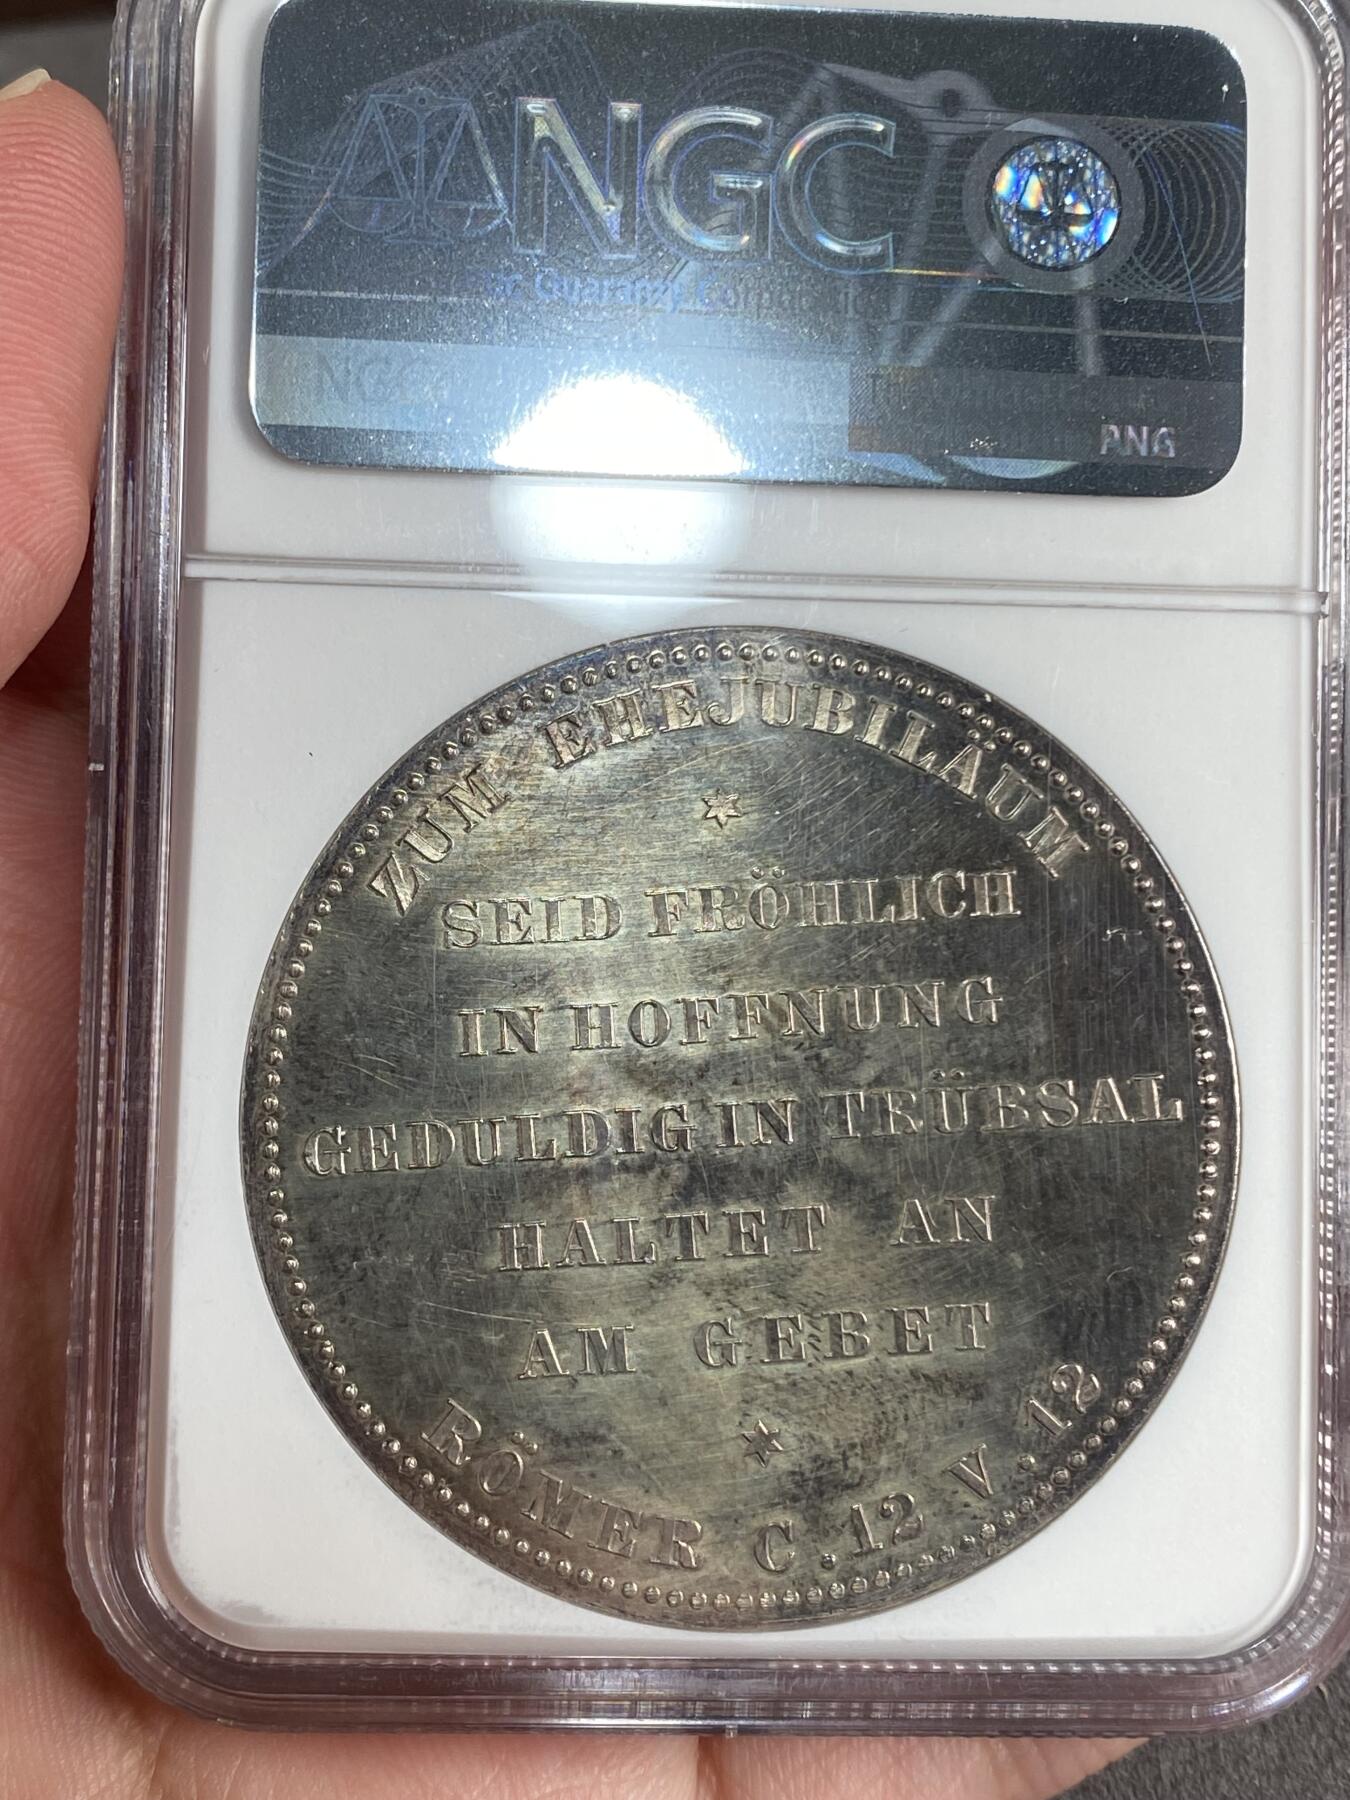 NGC
PNG
ZUM EHEJUBILÄUM
SEID FRÖHLICH
IN HOFFNUNG
GEDULDIG IN TRÜBSAL
HALTET AN
AM GEBET
RÖMER C.12 V.12